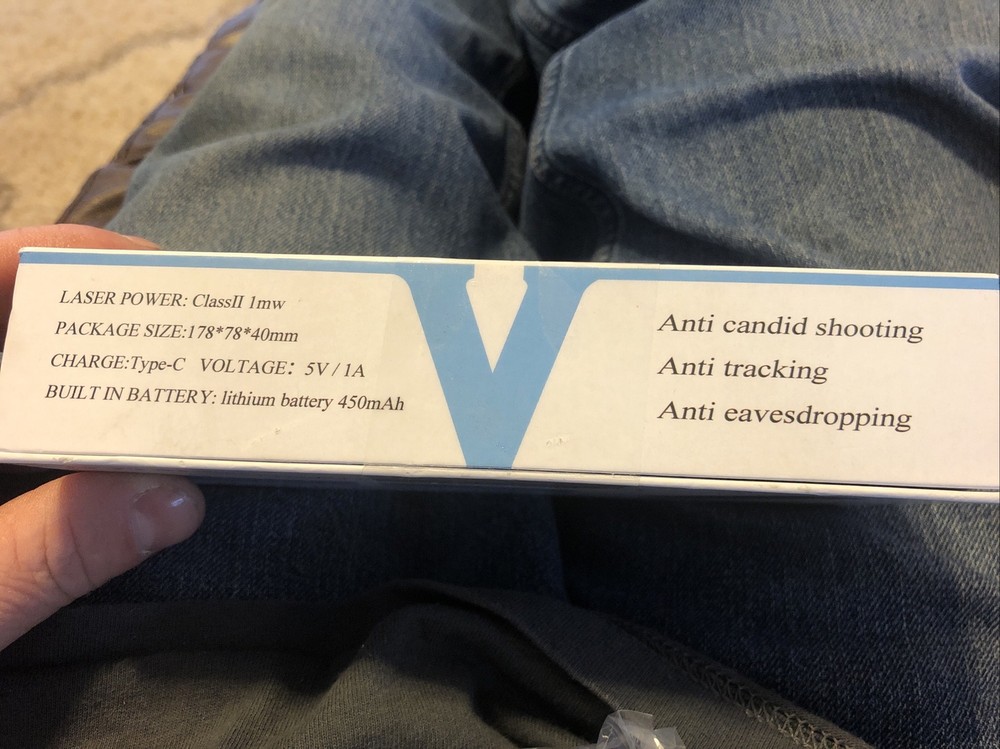 LASER POWER: ClassII 1mw
PACKAGE SIZE:178*78*40mm
CHARGE:Type-C VOLTAGE: 5V / 1A
BUILT IN BATTERY: lithium battery 450mAh
V
Anti candid shooting
Anti tracking
Anti eavesdropping